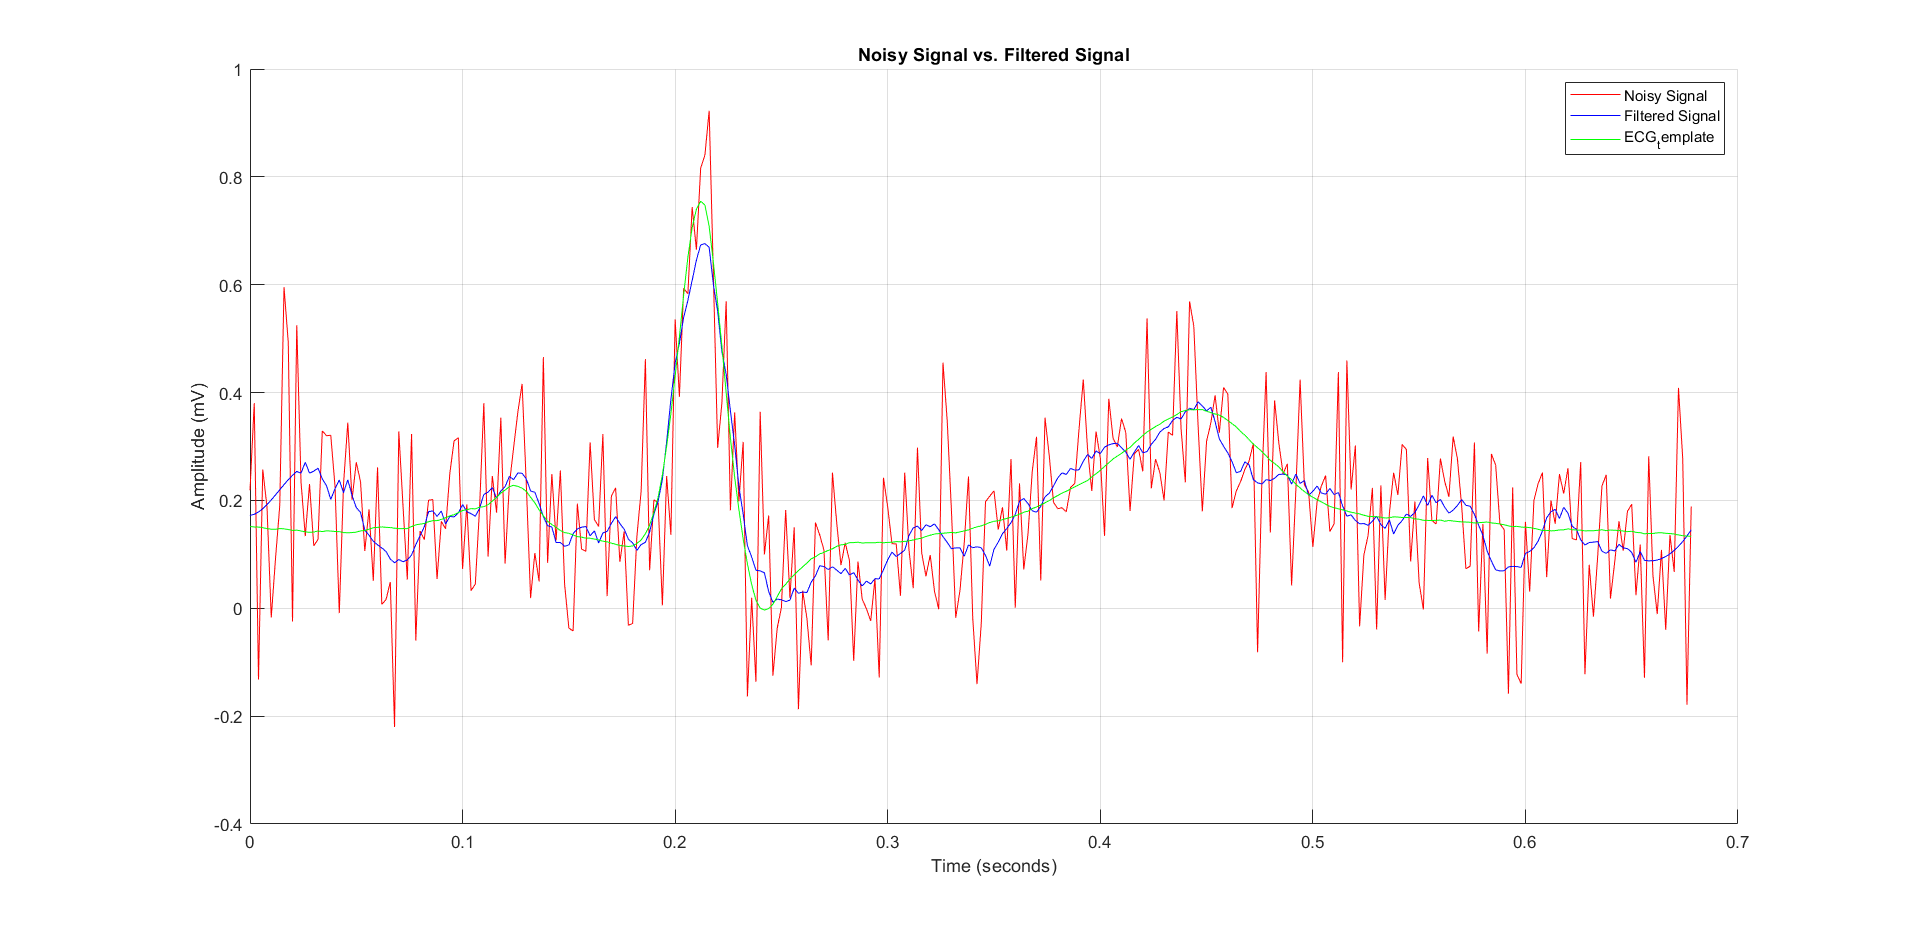 Noisy Signal vs. Filtered Signal
Noisy Signal
Filtered Signal
ECG_template
Amplitude (mV)
1
0.8
0.6
0.4
0.2
0
-0.2
-0.4
0 0.1 0.2 0.3 0.4 0.5 0.6 0.7
Time (seconds)